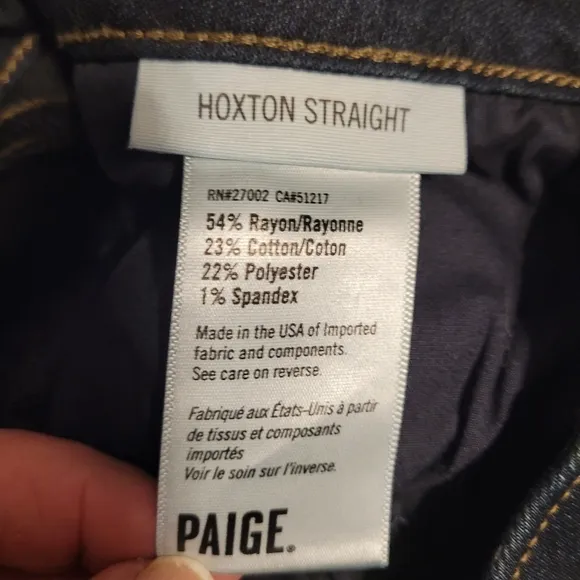 HOXTON STRAIGHT
RN#27002 CA#51217
54% Rayon/Rayonne
23% Cotton/Coton
22% Polyester
1% Spandex
Made in the USA of Imported
fabric and components.
See care on reverse.
Fabriqué aux États-Unis à partir
de tissus et composants
importés
Voir le soin sur l'inverse.
PAIGE.